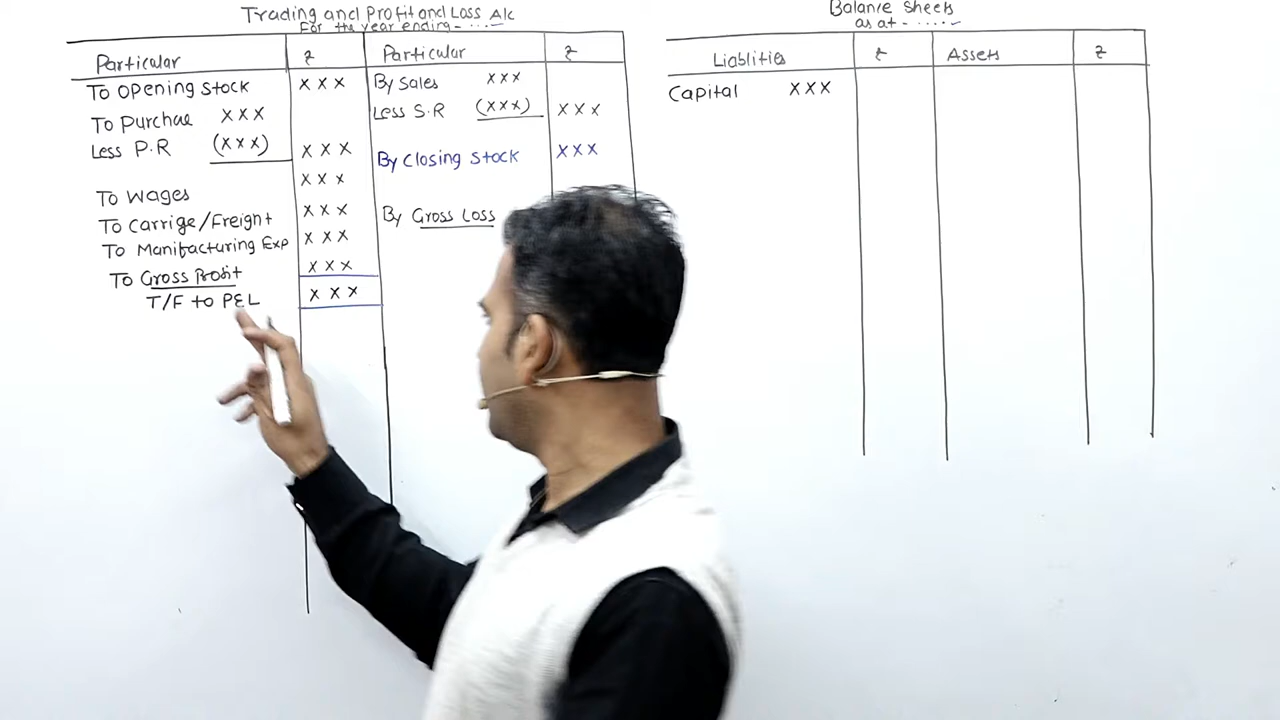 Trading and Profit and Loss A/c
For the year ending - .....
Particular ₹ Particular ₹
To Opening Stock xxx By Sales xxx
To Purchae xxx Less S.R (xxx) xxx
Less P.R (xxx) xxx By Closing Stock xxx
xxx
To Wages xxx By Gross Loss
To Carrige/Freight xxx
To Manifacturing Exp xxx
To Gross Profit xxx
T/F to P&L
Balance Sheets
as at - .....
Liablities ₹ Assets ₹
Capital xxx